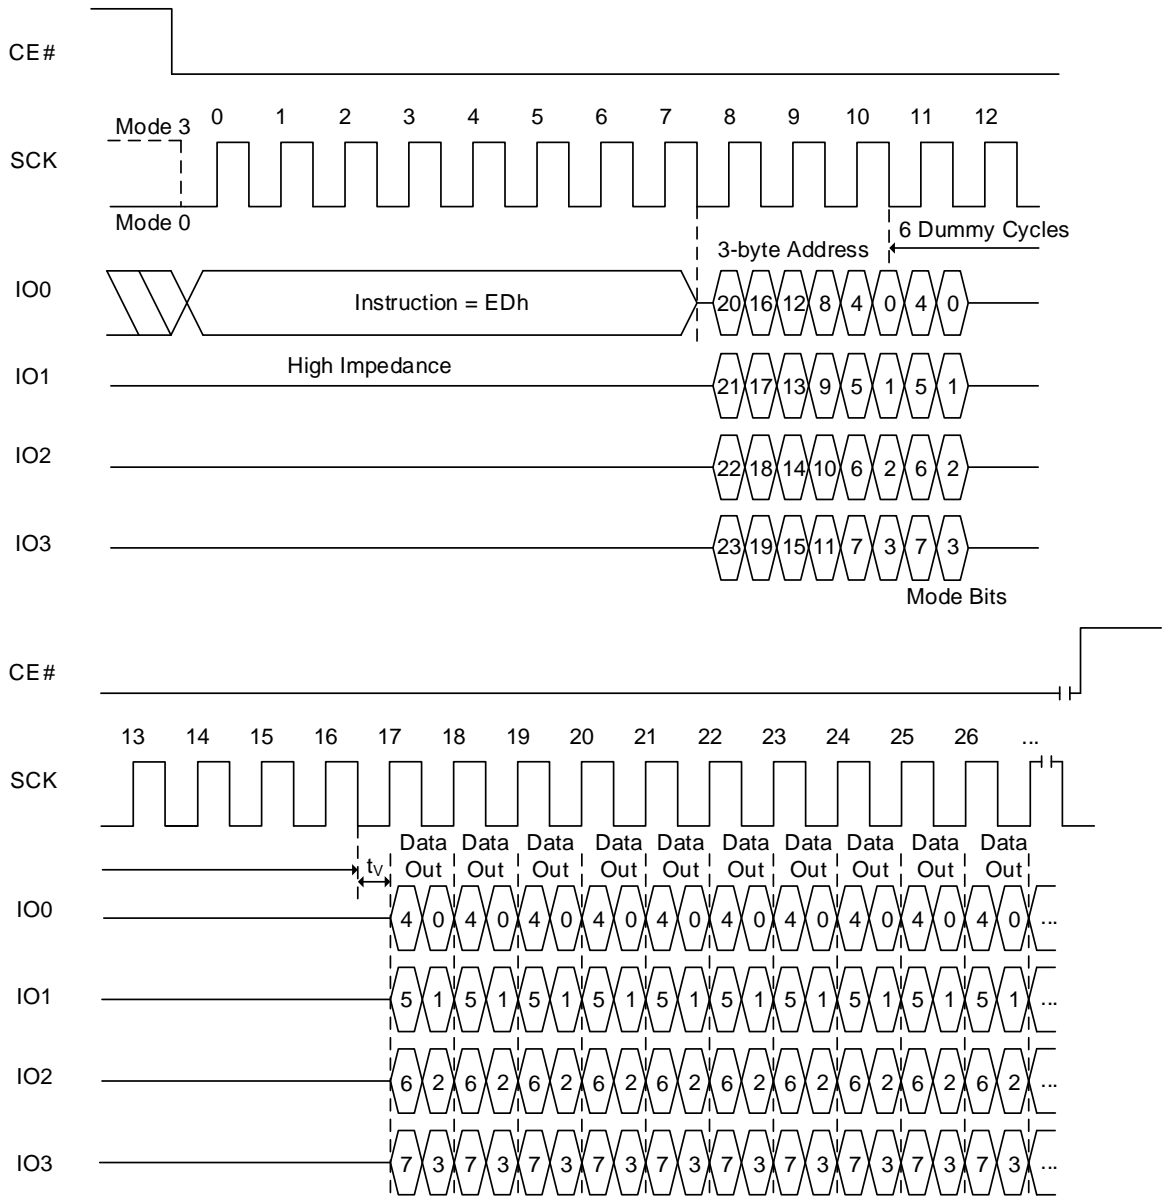 CE#
Mode 3 0 1 2 3 4 5 6 7 8 9 10 11 12
SCK
Mode 0
6 Dummy Cycles
3-byte Address
IO0 Instruction = EDh 20 16 12 8 4 0 4 0
High Impedance
IO1 21 17 13 9 5 1 5 1
IO2 22 18 14 10 6 2 6 2
IO3 23 19 15 11 7 3 7 3
Mode Bits
CE#
13 14 15 16 17 18 19 20 21 22 23 24 25 26 ...
SCK
Data Data Data Data Data Data Data Data Data Data
tV Out Out Out Out Out Out Out Out Out Out
IO0 4 0 4 0 4 0 4 0 4 0 4 0 4 0 4 0 4 0 4 0 ...
IO1 5 1 5 1 5 1 5 1 5 1 5 1 5 1 5 1 5 1 5 1 ...
IO2 6 2 6 2 6 2 6 2 6 2 6 2 6 2 6 2 6 2 6 2 ...
IO3 7 3 7 3 7 3 7 3 7 3 7 3 7 3 7 3 7 3 7 3 ...